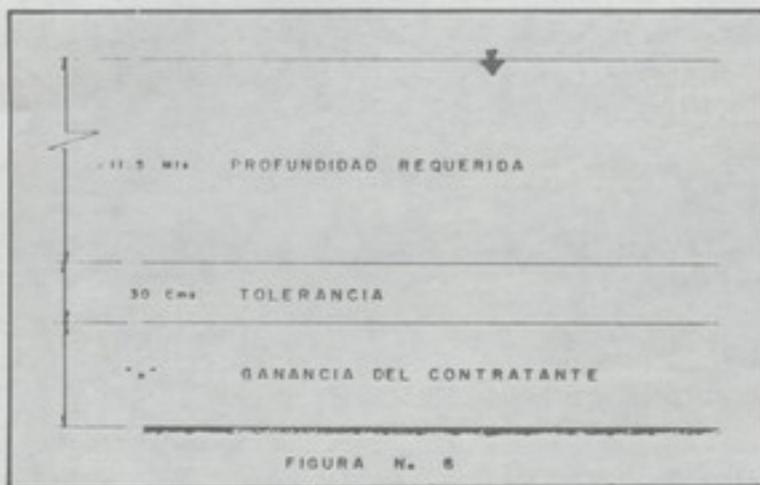 11.5 Mts PROFUNDIDAD REQUERIDA
30 Cms TOLERANCIA
GANANCIA DEL CONTRATANTE
FIGURA No. 6